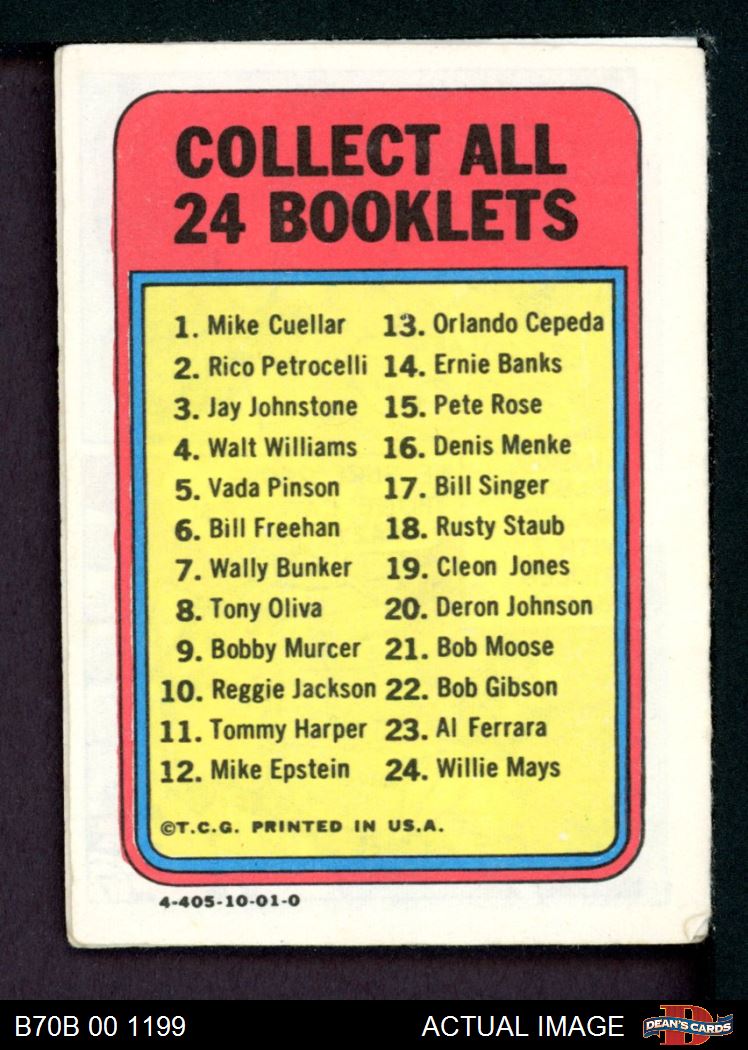 COLLECT ALL
24 BOOKLETS
1. Mike Cuellar
2. Rico Petrocelli
3. Jay Johnstone
4. Walt Williams
5. Vada Pinson
6. Bill Freehan
7. Wally Bunker
8. Tony Oliva
9. Bobby Murcer
10. Reggie Jackson
11. Tommy Harper
12. Mike Epstein
13. Orlando Cepeda
14. Ernie Banks
15. Pete Rose
16. Denis Menke
17. Bill Singer
18. Rusty Staub
19. Cleon Jones
20. Deron Johnson
21. Bob Moose
22. Bob Gibson
23. Al Ferrara
24. Willie Mays
©T.C.G. PRINTED IN U.S.A.
4-405-10-01-0
B70B 00 1199
ACTUAL IMAGE
D
DEAN'S CARDS